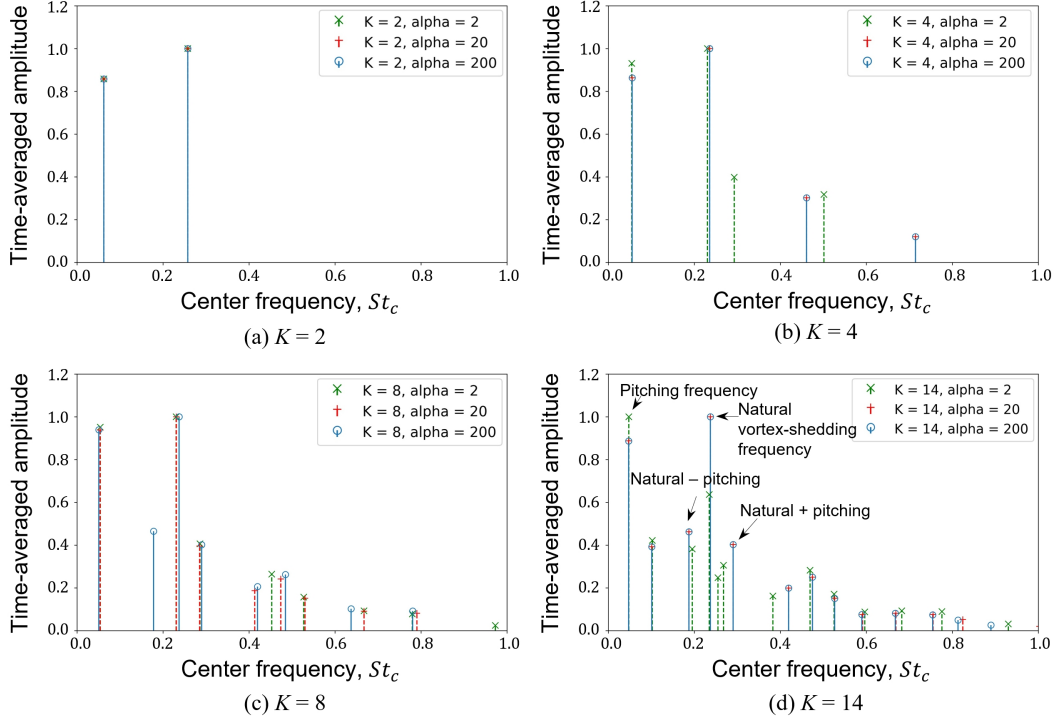 Time-averaged amplitude
1.2
1.0
0.8
0.6
0.4
0.2
0.0
K = 2, alpha = 2
K = 2, alpha = 20
K = 2, alpha = 200
0.0 0.2 0.4 0.6 0.8 1.0
Center frequency, St_c
(a) K = 2
Time-averaged amplitude
1.2
1.0
0.8
0.6
0.4
0.2
0.0
K = 4, alpha = 2
K = 4, alpha = 20
K = 4, alpha = 200
0.0 0.2 0.4 0.6 0.8 1.0
Center frequency, St_c
(b) K = 4
Time-averaged amplitude
1.2
1.0
0.8
0.6
0.4
0.2
0.0
K = 8, alpha = 2
K = 8, alpha = 20
K = 8, alpha = 200
0.0 0.2 0.4 0.6 0.8 1.0
Center frequency, St_c
(c) K = 8
Time-averaged amplitude
1.2
1.0
0.8
0.6
0.4
0.2
0.0
K = 14, alpha = 2
K = 14, alpha = 20
K = 14, alpha = 200
Pitching frequency
Natural
vortex-shedding
frequency
Natural – pitching
Natural + pitching
0.0 0.2 0.4 0.6 0.8 1.0
Center frequency, St_c
(d) K = 14